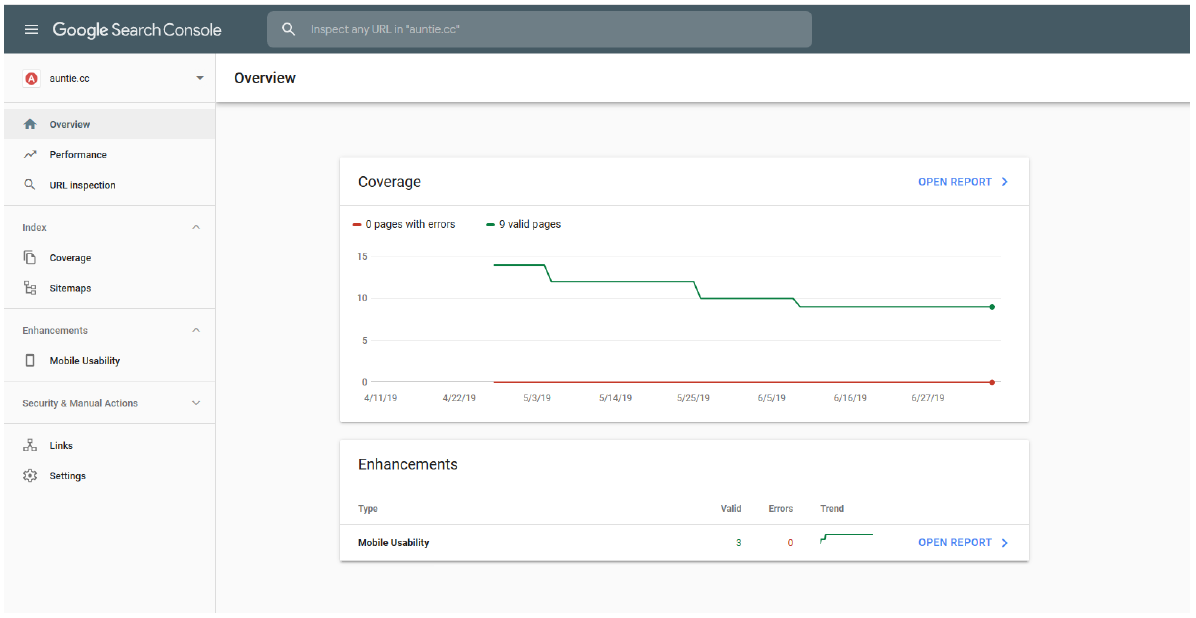 Google Search Console
Inspect any URL in "auntie.cc"
A
auntie.cc
Overview
Overview
Performance
URL inspection
Index
Coverage
Sitemaps
Enhancements
Mobile Usability
Security & Manual Actions
Links
Settings
Coverage
OPEN REPORT
0 pages with errors
9 valid pages
15
10
5
0
4/11/19 4/22/19 5/3/19 5/14/19 5/25/19 6/5/19 6/16/19 6/27/19
Enhancements
Type Valid Errors Trend
Mobile Usability 3 0 OPEN REPORT